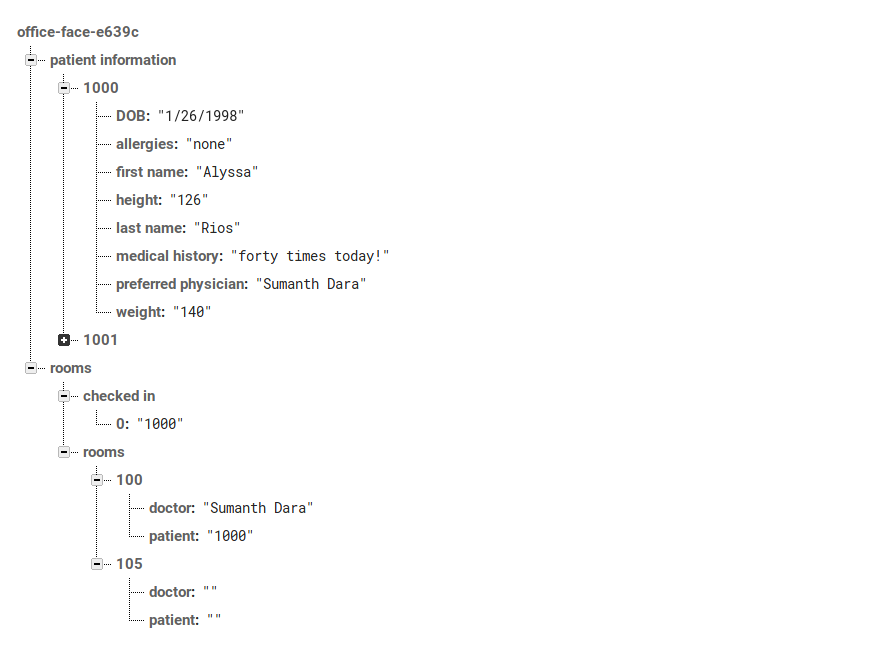 office-face-e639c
patient information
1000
DOB: "1/26/1998"
allergies: "none"
first name: "Alyssa"
height: "126"
last name: "Rios"
medical history: "forty times today!"
preferred physician: "Sumanth Dara"
weight: "140"
1001
rooms
checked in
0: "1000"
rooms
100
doctor: "Sumanth Dara"
patient: "1000"
105
doctor: ""
patient: ""